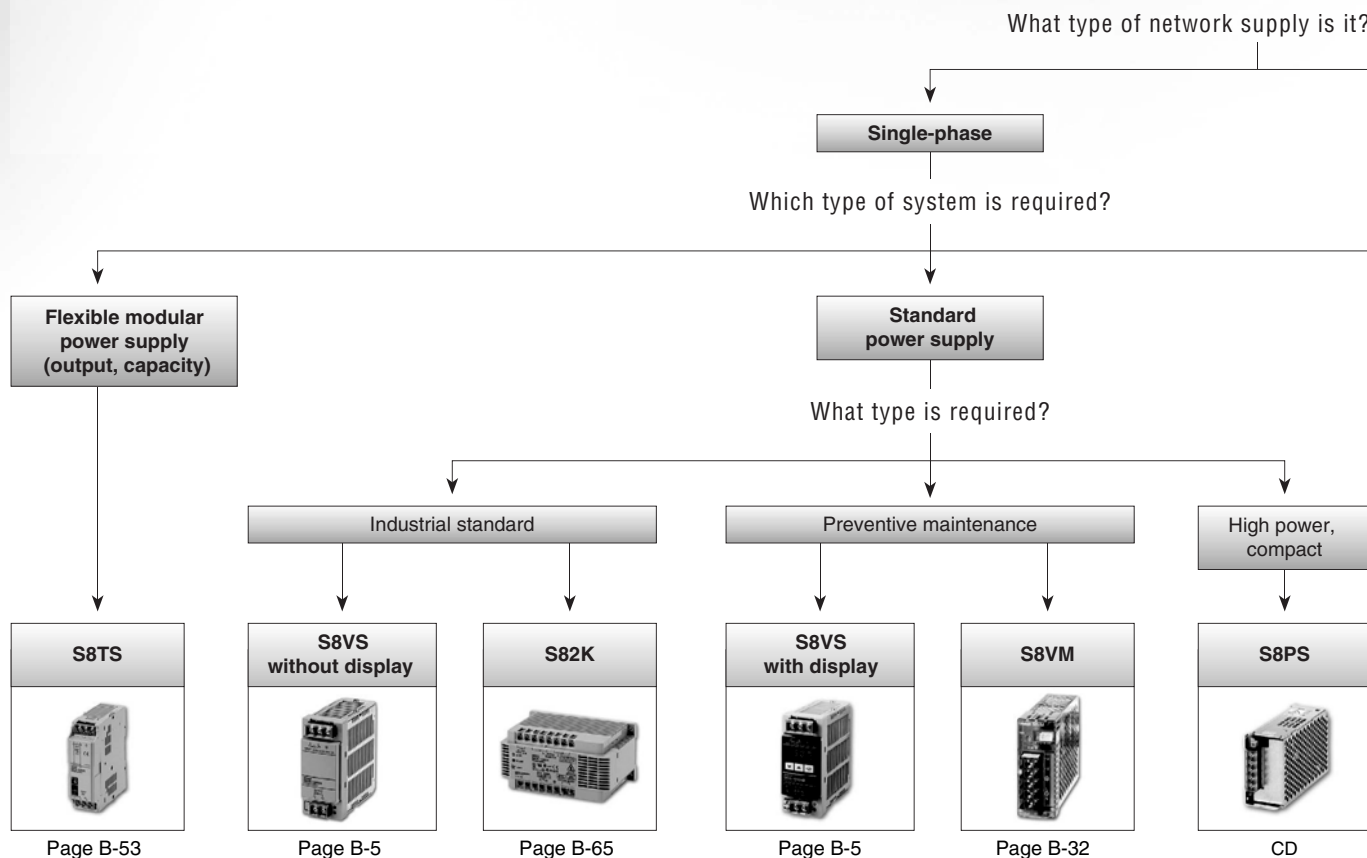 What type of network supply is it?
Single-phase
Which type of system is required?
Flexible modular
power supply
(output, capacity)
Standard
power supply
What type is required?
Industrial standard
Preventive maintenance
High power,
compact
S8TS
S8VS
without display
S82K
S8VS
with display
S8VM
S8PS
Page B-53
Page B-5
Page B-65
Page B-5
Page B-32
CD